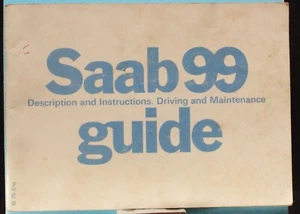 Saab 99
Description and Instructions. Driving and Maintenance
guide